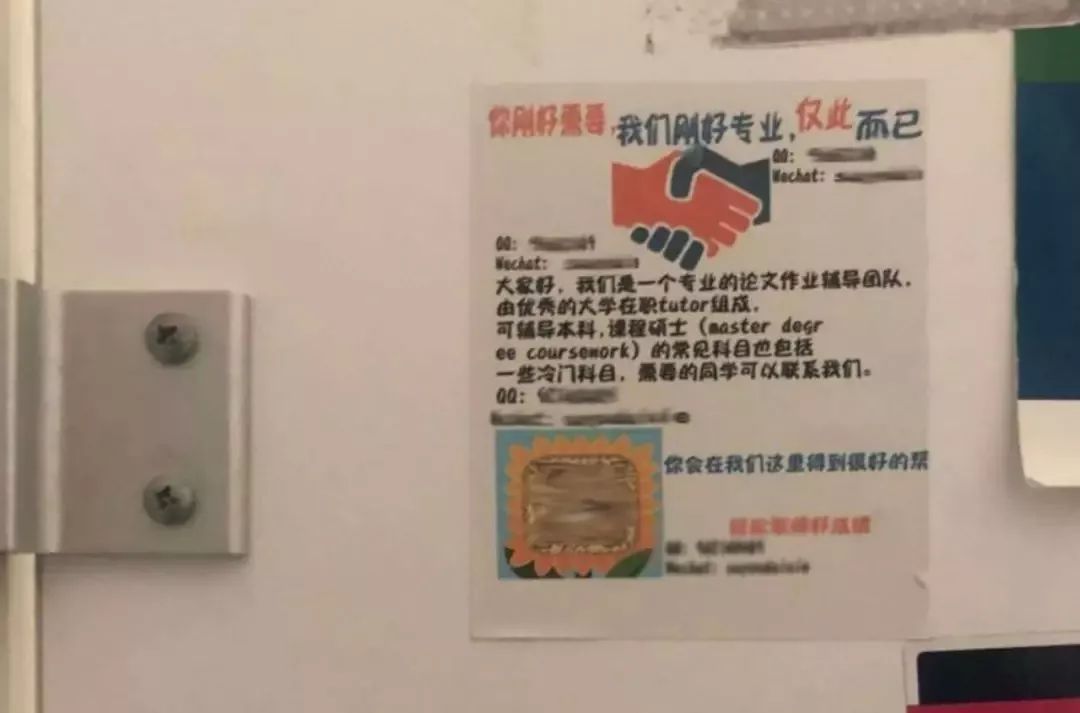 你刚好需要,我们刚好专业,仅此而已
QQ:
Wechat:
QQ:
Wechat:
大家好，我们是一个专业的论文作业辅导团队，
由优秀的大学在职tutor组成，
可辅导本科,课程硕士（master degr
ee coursework）的常见科目也包括
一些冷门科目，需要的同学可以联系我们。
QQ:
你会在我们这里得到很好的帮
QQ:
Wechat: